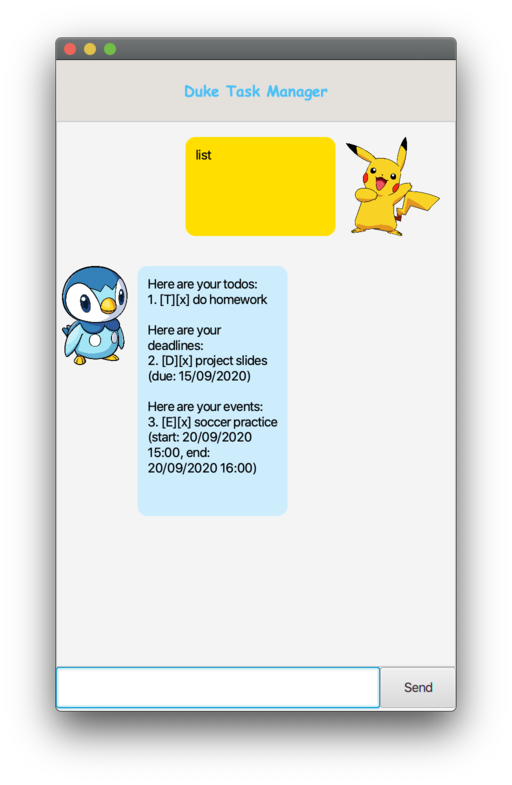 Duke Task Manager
list
Here are your todos:
1. [T][x] do homework
Here are your
deadlines:
2. [D][x] project slides
(due: 15/09/2020)
Here are your events:
3. [E][x] soccer practice
(start: 20/09/2020
15:00, end:
20/09/2020 16:00)
Send